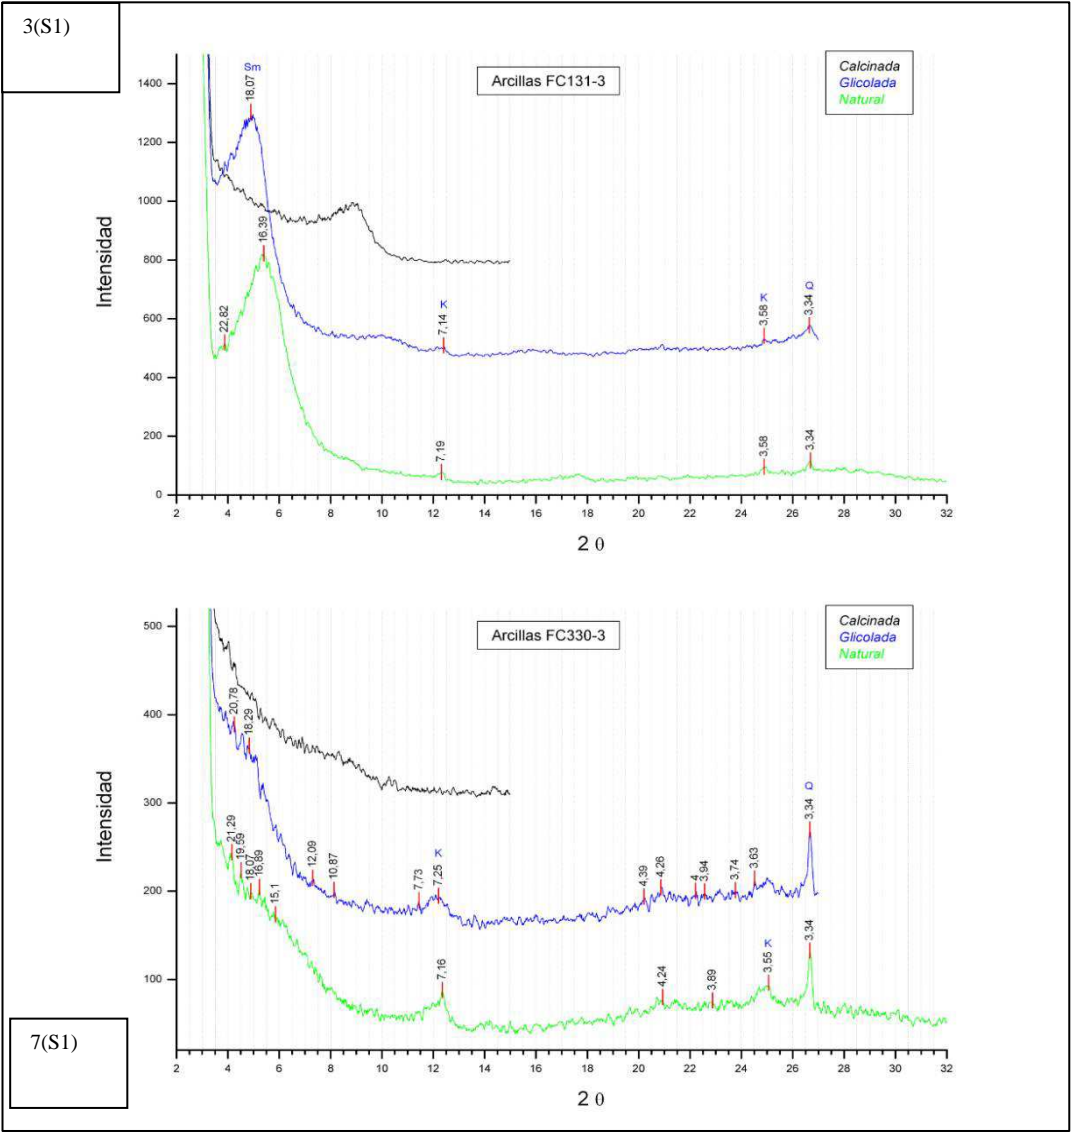 3(S1)
Arcillas FC131-3
Calcinada
Glicolada
Natural
Intensidad
1400
1200
1000
800
600
400
200
0
Sm
18,07
16,39
22,82
K
7,14
K
3,58
Q
3,34
7,19
3,58
3,34
2 4 6 8 10 12 14 16 18 20 22 24 26 28 30 32
2 θ
Arcillas FC330-3
Calcinada
Glicolada
Natural
Intensidad
500
400
300
200
100
20,78
18,29
12,09
10,87
7,73
K
7,25
4,39
4,26
4
3,94
3,74
3,63
Q
3,34
21,29
19,59
18,07
16,89
15,1
7,16
4,24
3,89
K
3,55
3,34
2 4 6 8 10 12 14 16 18 20 22 24 26 28 30 32
2 θ
7(S1)